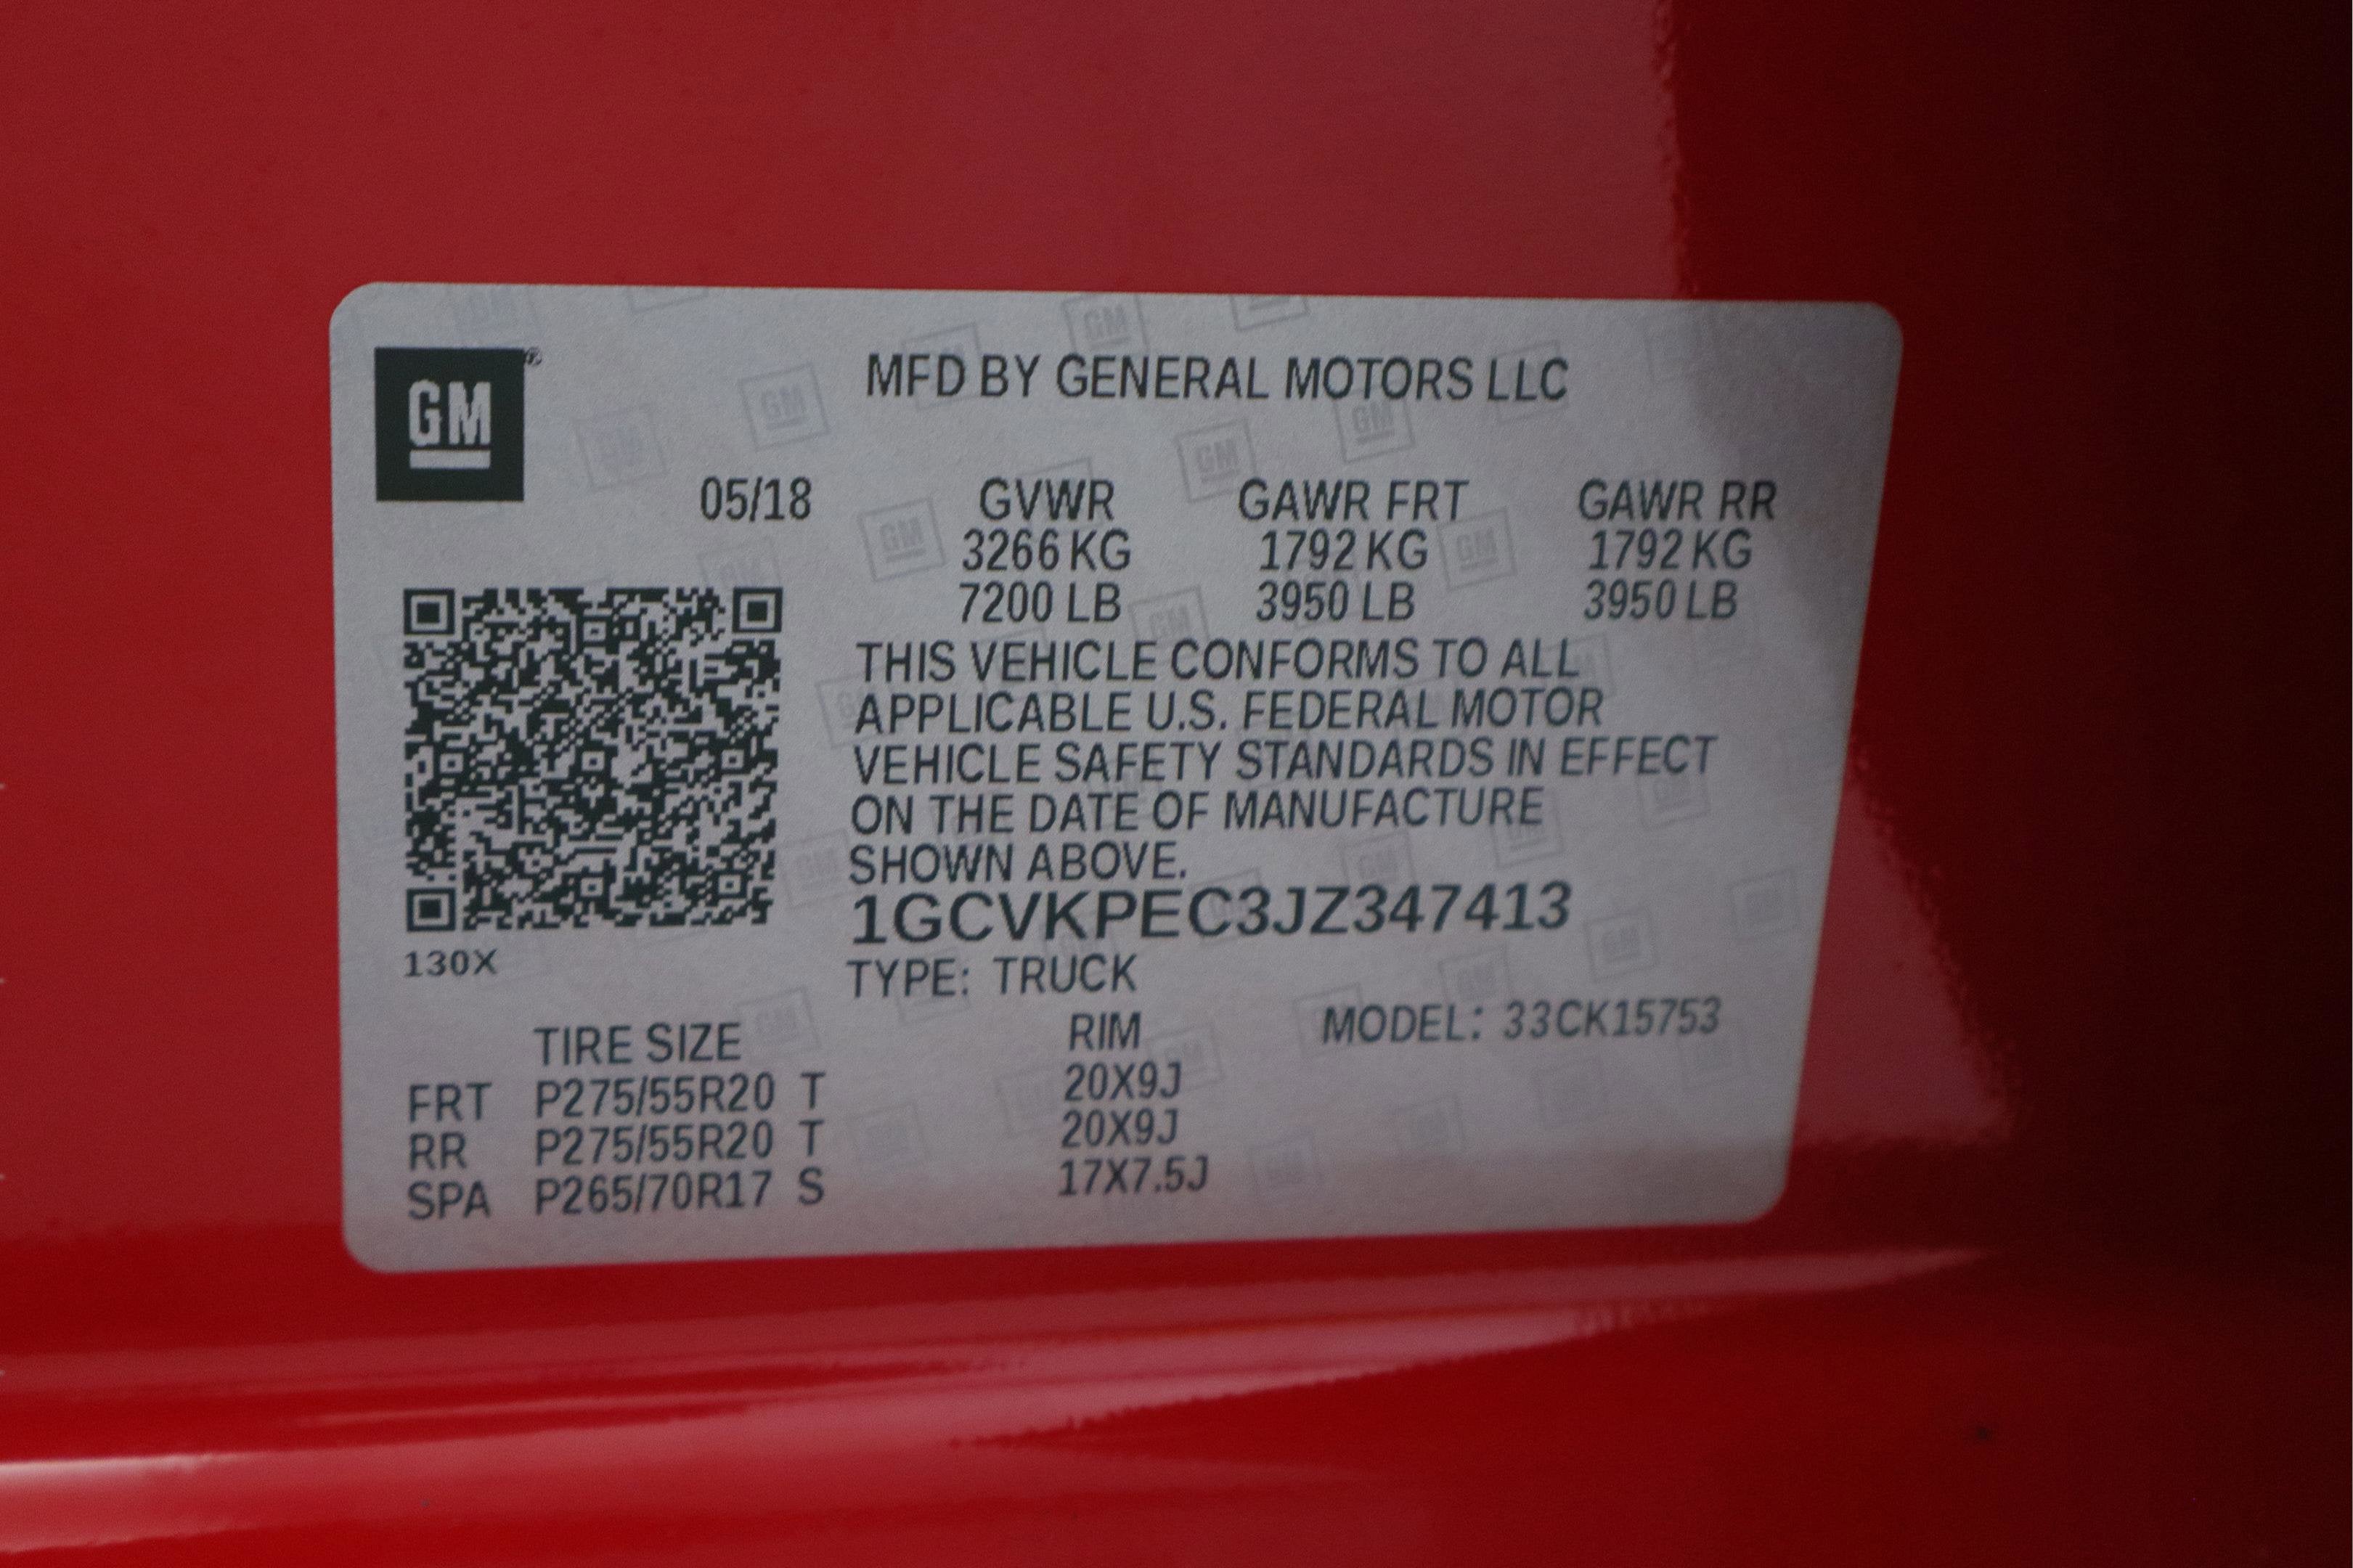 GM
MFD BY GENERAL MOTORS LLC
05/18 GVWR GAWR FRT GAWR RR
3266 KG 1792 KG 1792 KG
7200 LB 3950 LB 3950 LB
THIS VEHICLE CONFORMS TO ALL
APPLICABLE U.S. FEDERAL MOTOR
VEHICLE SAFETY STANDARDS IN EFFECT
ON THE DATE OF MANUFACTURE
SHOWN ABOVE.
1GCVKPEC3JZ347413
130X
TYPE: TRUCK
TIRE SIZE RIM MODEL: 33CK15753
FRT P275/55R20 T 20X9J
RR P275/55R20 T 20X9J
SPA P265/70R17 S 17X7.5J